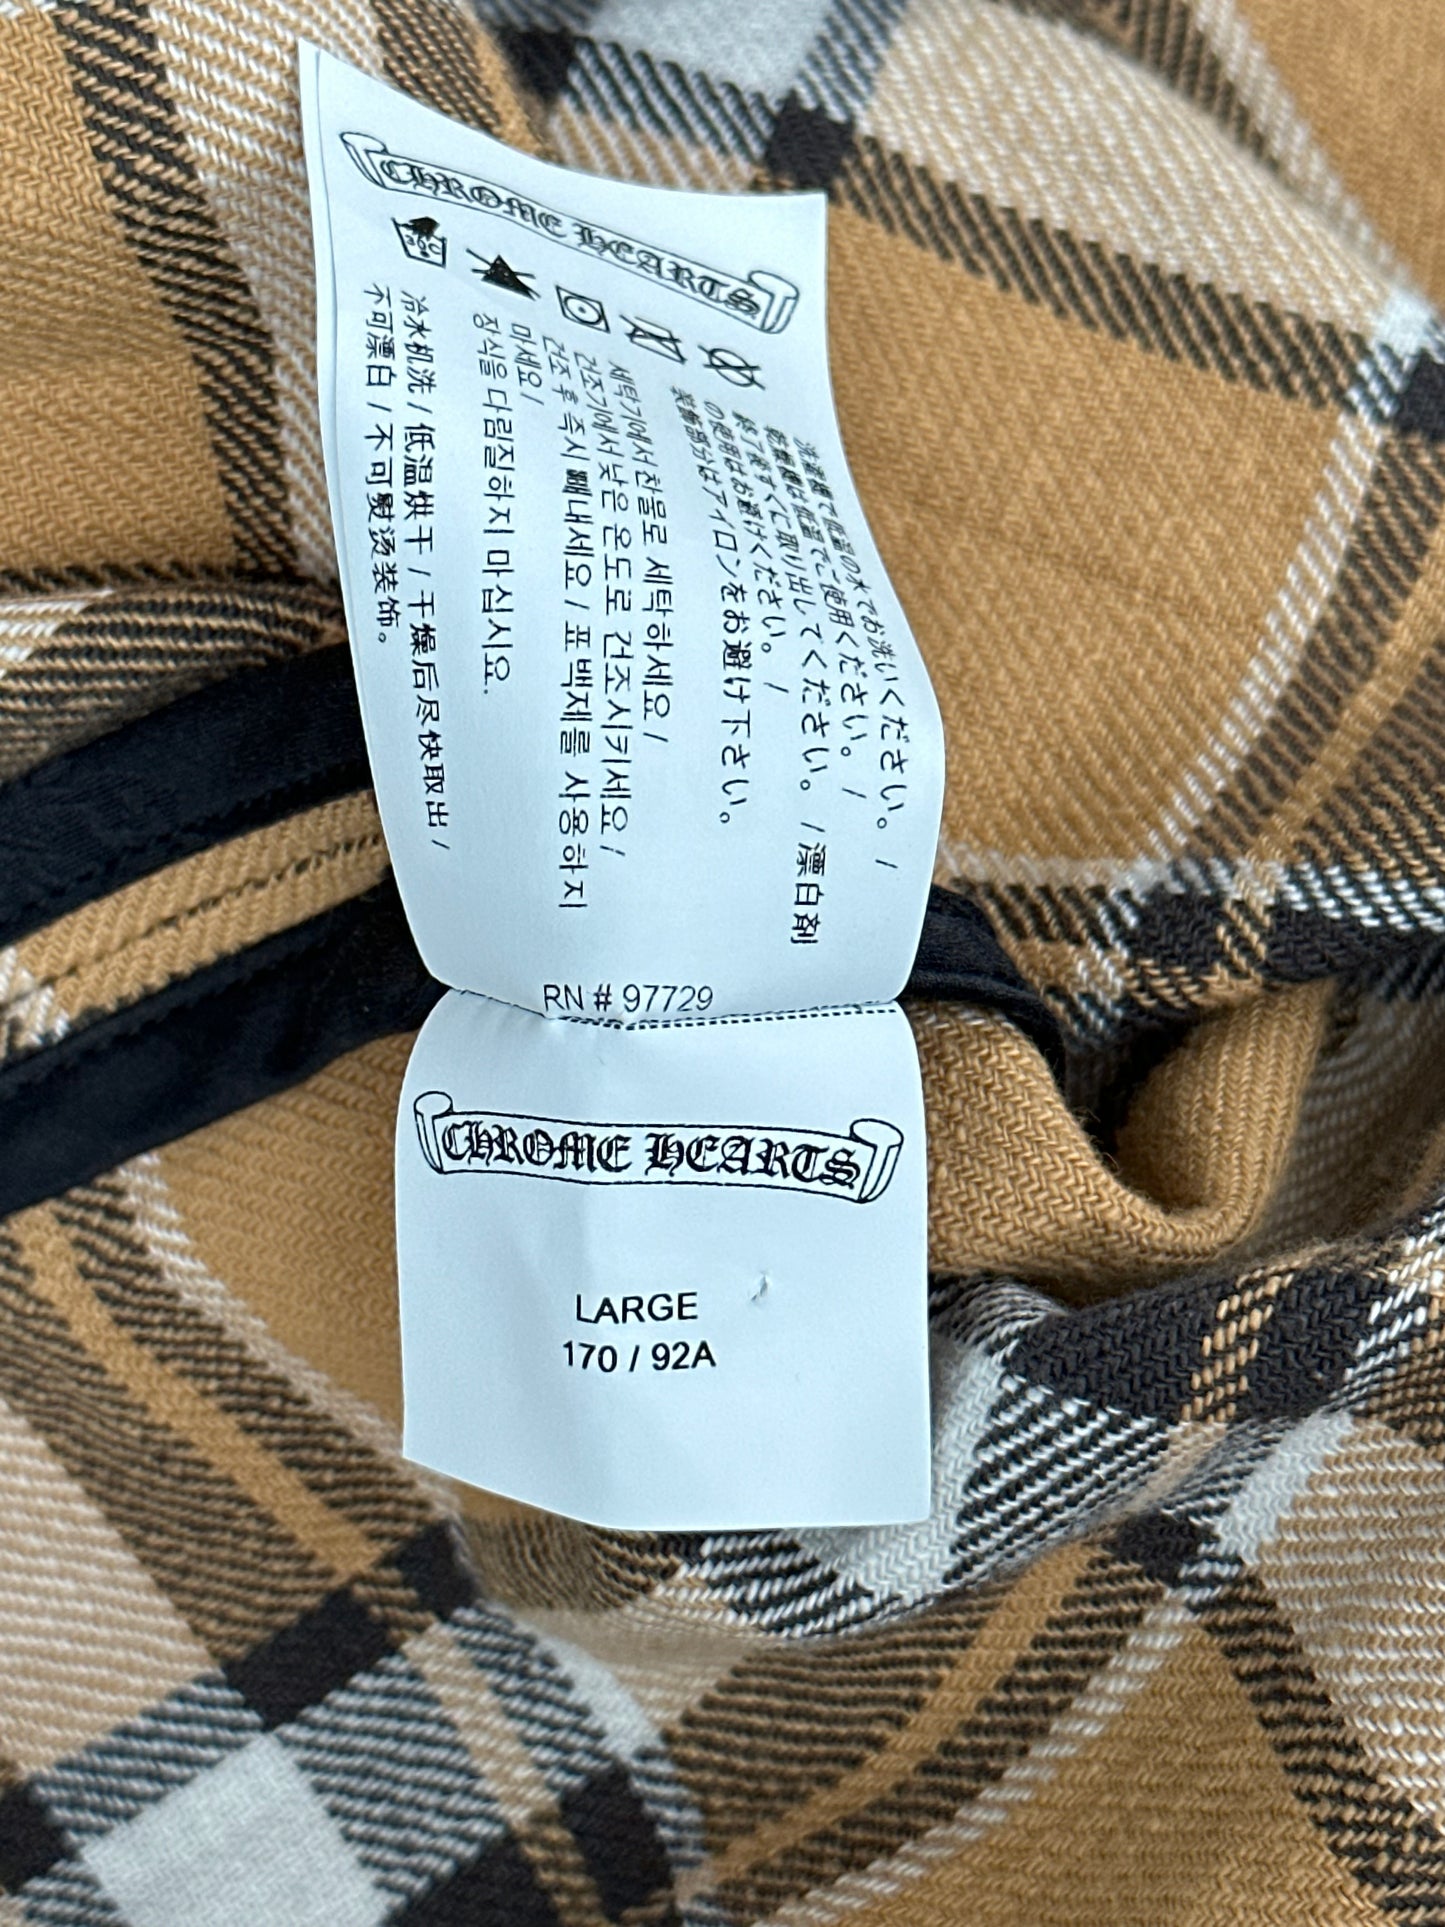 CHROME HEARTS
洗濯機で低温の水でお洗いください。/
乾燥機は低温でご使用ください。/
終了後すぐに取り出してください。/漂白剤
の使用はお避けください。/
装飾部分はアイロンをお避け下さい。
세탁기에서 찬물로 세탁하세요 /
건조기에서 낮은 온도로 건조시키세요 /
건조 후 즉시 빼내세요 / 표백제를 사용하지
마세요 /
장식을 다림질하지 마십시요.
冷水机洗 / 低温烘干 / 干燥后尽快取出 /
不可漂白 / 不可熨烫装饰。
RN # 97729
CHROME HEARTS
LARGE
170 / 92A